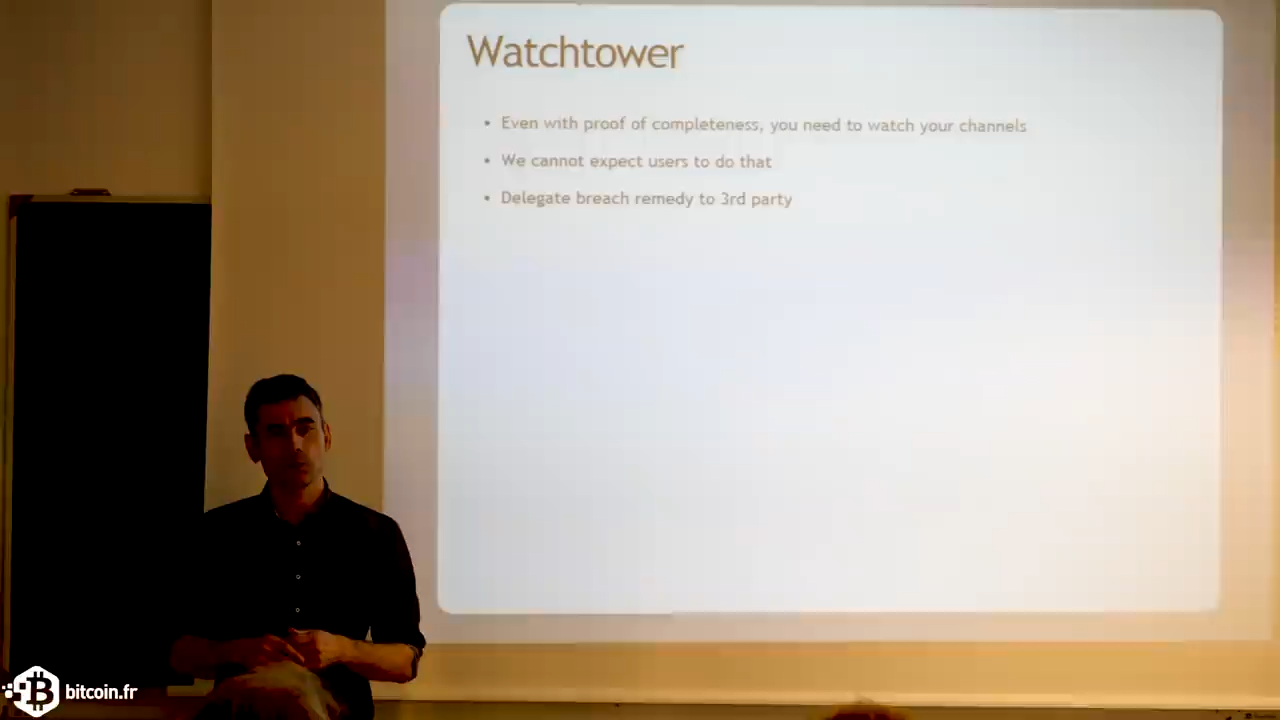 Watchtower
• Even with proof of completeness, you need to watch your channels
• We cannot expect users to do that
• Delegate breach remedy to 3rd party
bitcoin.fr